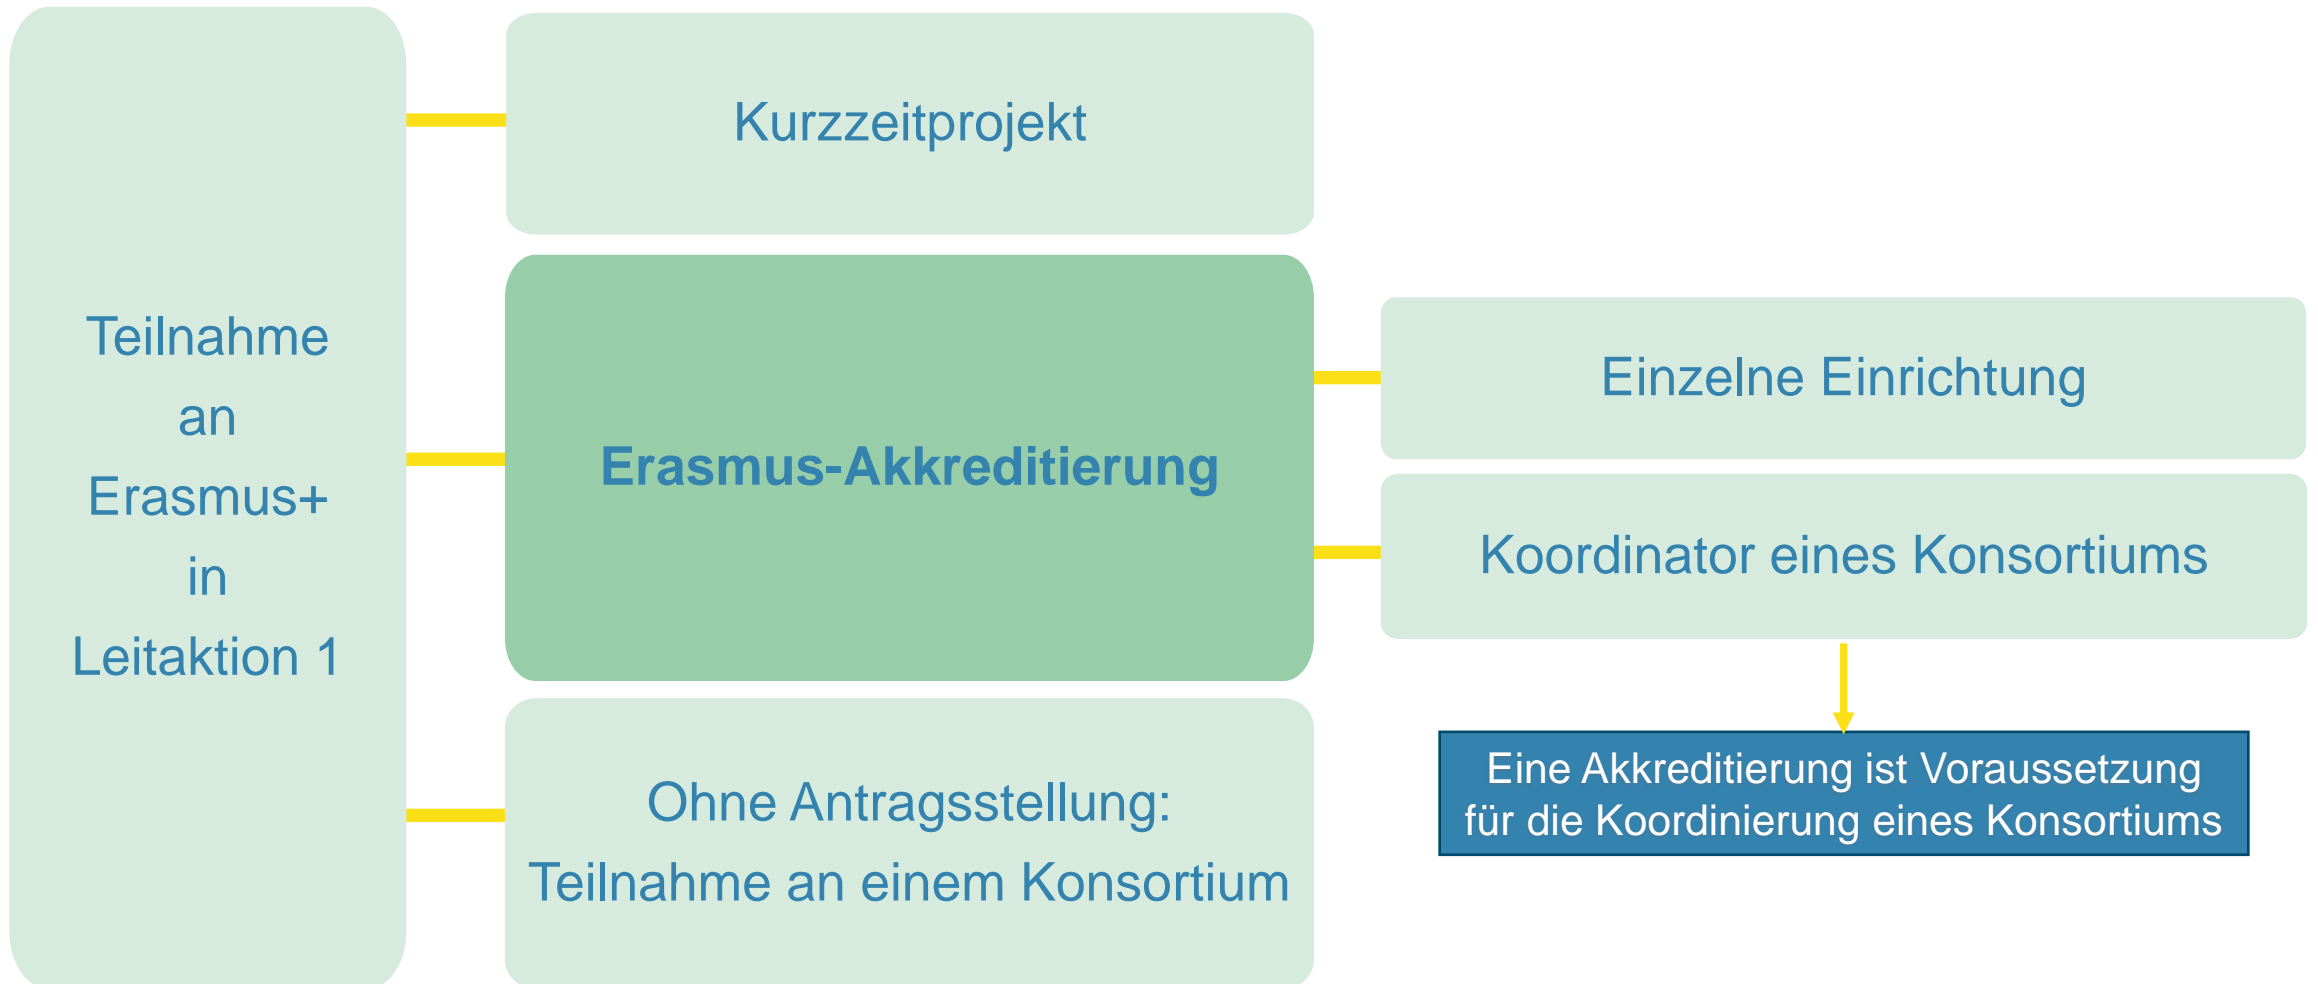 Teilnahme
an
Erasmus+
in
Leitaktion 1
Kurzzeitprojekt
Erasmus-Akkreditierung
Ohne Antragsstellung:
Teilnahme an einem Konsortium
Einzelne Einrichtung
Koordinator eines Konsortiums
Eine Akkreditierung ist Voraussetzung
für die Koordinierung eines Konsortiums